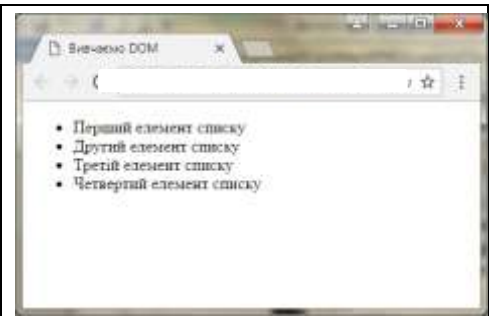 Вивчаємо DOM
Перший елемент списку
Другий елемент списку
Третій елемент списку
Четвертий елемент списку